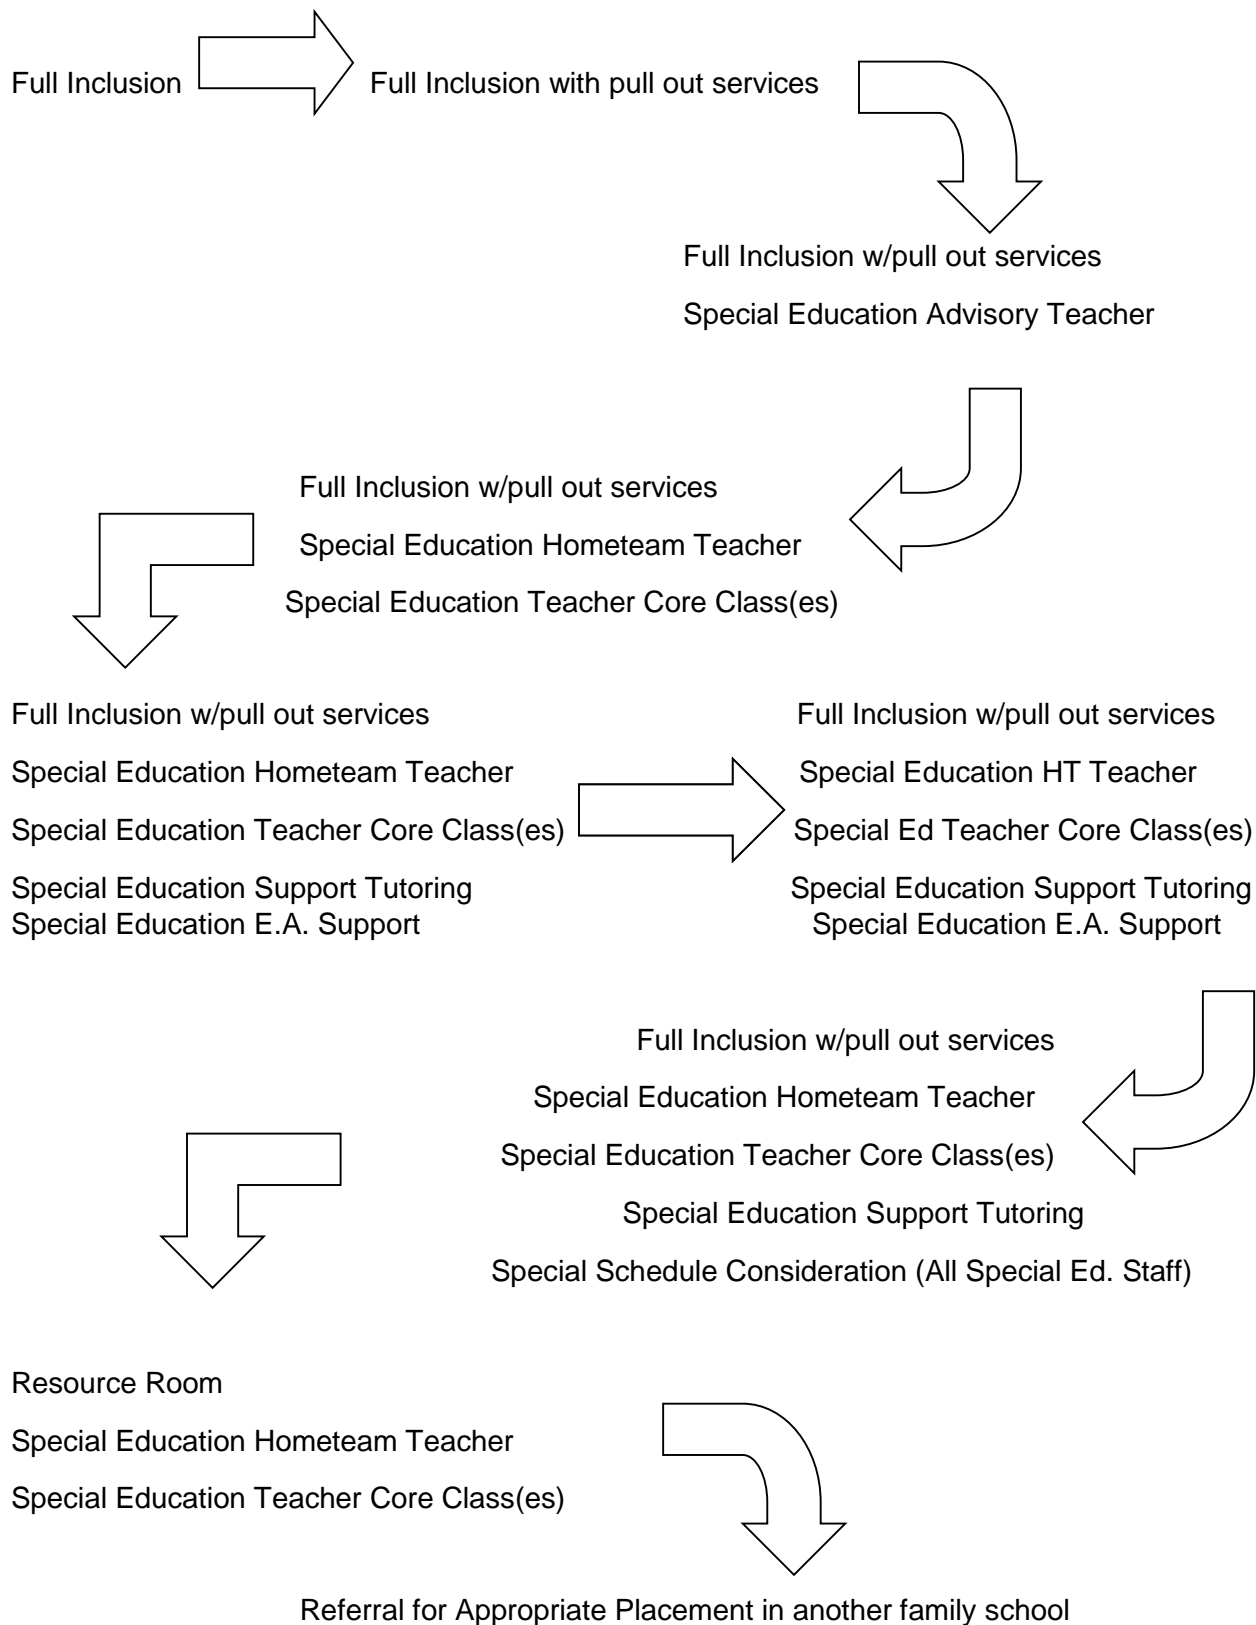 Full Inclusion
Full Inclusion with pull out services
Full Inclusion w/pull out services
Special Education Advisory Teacher
Full Inclusion w/pull out services
Special Education Hometeam Teacher
Special Education Teacher Core Class(es)
Full Inclusion w/pull out services
Special Education Hometeam Teacher
Special Education Teacher Core Class(es)
Special Education Support Tutoring
Special Education E.A. Support
Full Inclusion w/pull out services
Special Education HT Teacher
Special Ed Teacher Core Class(es)
Special Education Support Tutoring
Special Education E.A. Support
Full Inclusion w/pull out services
Special Education Hometeam Teacher
Special Education Teacher Core Class(es)
Special Education Support Tutoring
Special Schedule Consideration (All Special Ed. Staff)
Resource Room
Special Education Hometeam Teacher
Special Education Teacher Core Class(es)
Referral for Appropriate Placement in another family school